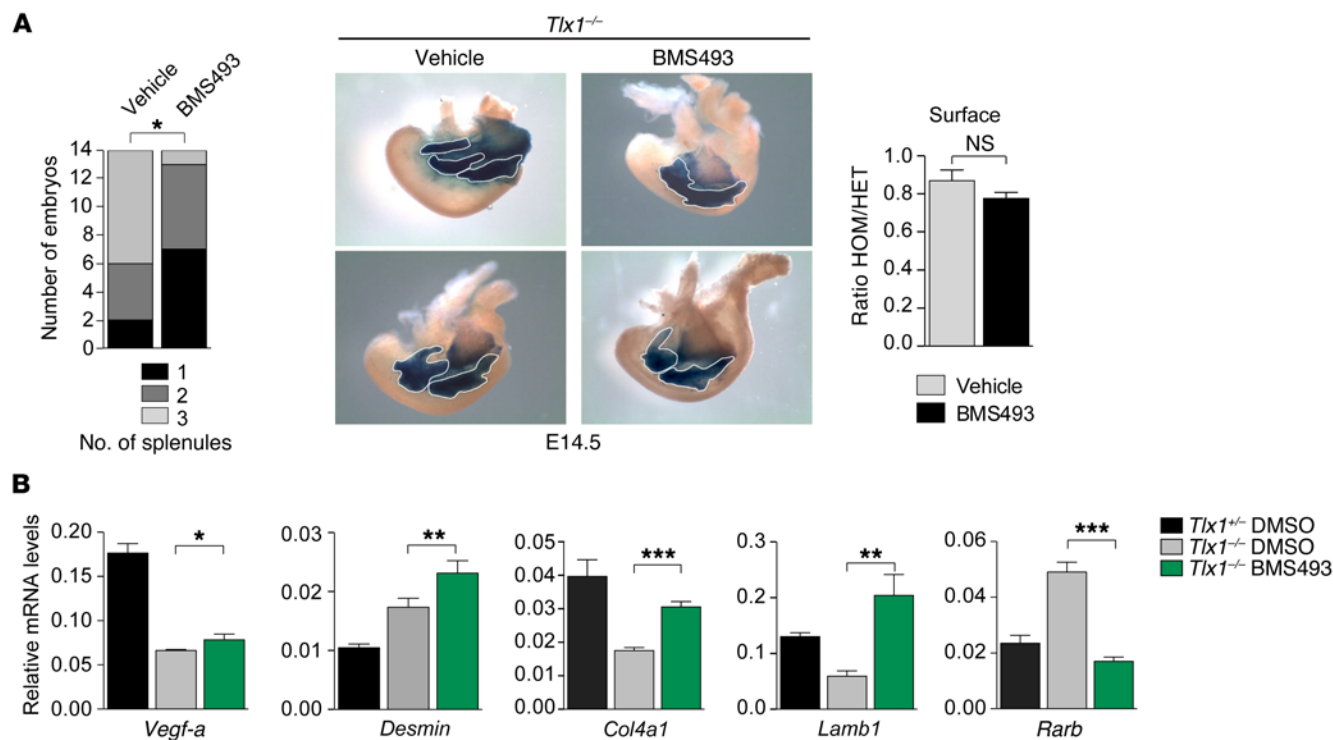 A
Vehicle
BMS493
*
Number of embryos
14
12
10
8
6
4
2
0
1
2
3
No. of splenules
Tlx1–/–
Vehicle BMS493
E14.5
Surface
NS
Ratio HOM/HET
1.0
0.8
0.6
0.4
0.2
0.0
Vehicle
BMS493
B
Relative mRNA levels
0.20
0.15
0.10
0.05
0.00
*
Vegf-a
0.03
0.02
0.01
0.00
**
Desmin
0.05
0.04
0.03
0.02
0.01
0.00
***
Col4a1
0.3
0.2
0.1
0.0
**
Lamb1
0.06
0.04
0.02
0.00
***
Rarb
Tlx1+/– DMSO
Tlx1–/– DMSO
Tlx1–/– BMS493